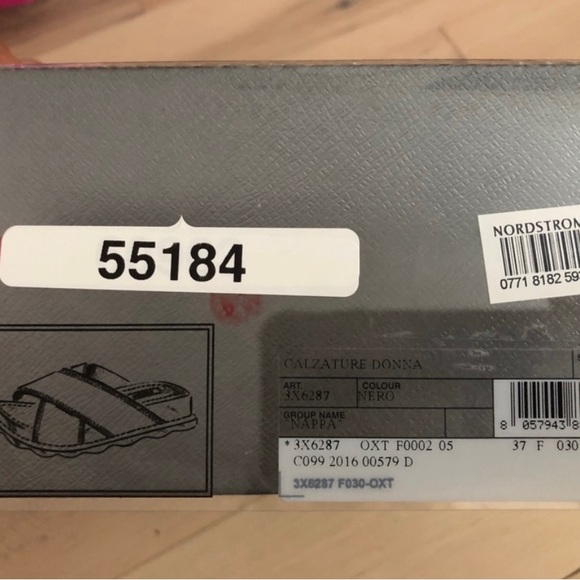 NORDSTROM
55184
0771 8182 59
CALZATURE DONNA
ART. COLOUR
3X6287 NERO
GROUP NAME
"NAPPA"
8 057943 8
* 3X6287 OXT F0002 05 37 F 030
C099 2016 00579 D
3X6287 F030-OXT